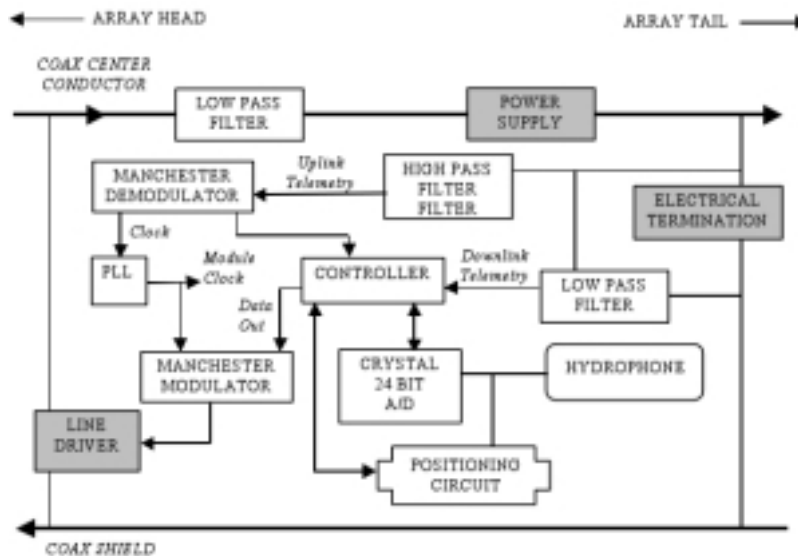 ARRAY HEAD
ARRAY TAIL
COAX CENTER
CONDUCTOR
LOW PASS
FILTER
POWER
SUPPLY
MANCHESTER
DEMODULATOR
Uplink
Telemetry
HIGH PASS
FILTER
FILTER
ELECTRICAL
TERMINATION
Clock
PLL
Module
Clock
CONTROLLER
Downlink
Telemetry
LOW PASS
FILTER
Data
Out
MANCHESTER
MODULATOR
CRYSTAL
24 BIT
A/D
HYDROPHONE
LINE
DRIVER
POSITIONING
CIRCUIT
COAX SHIELD